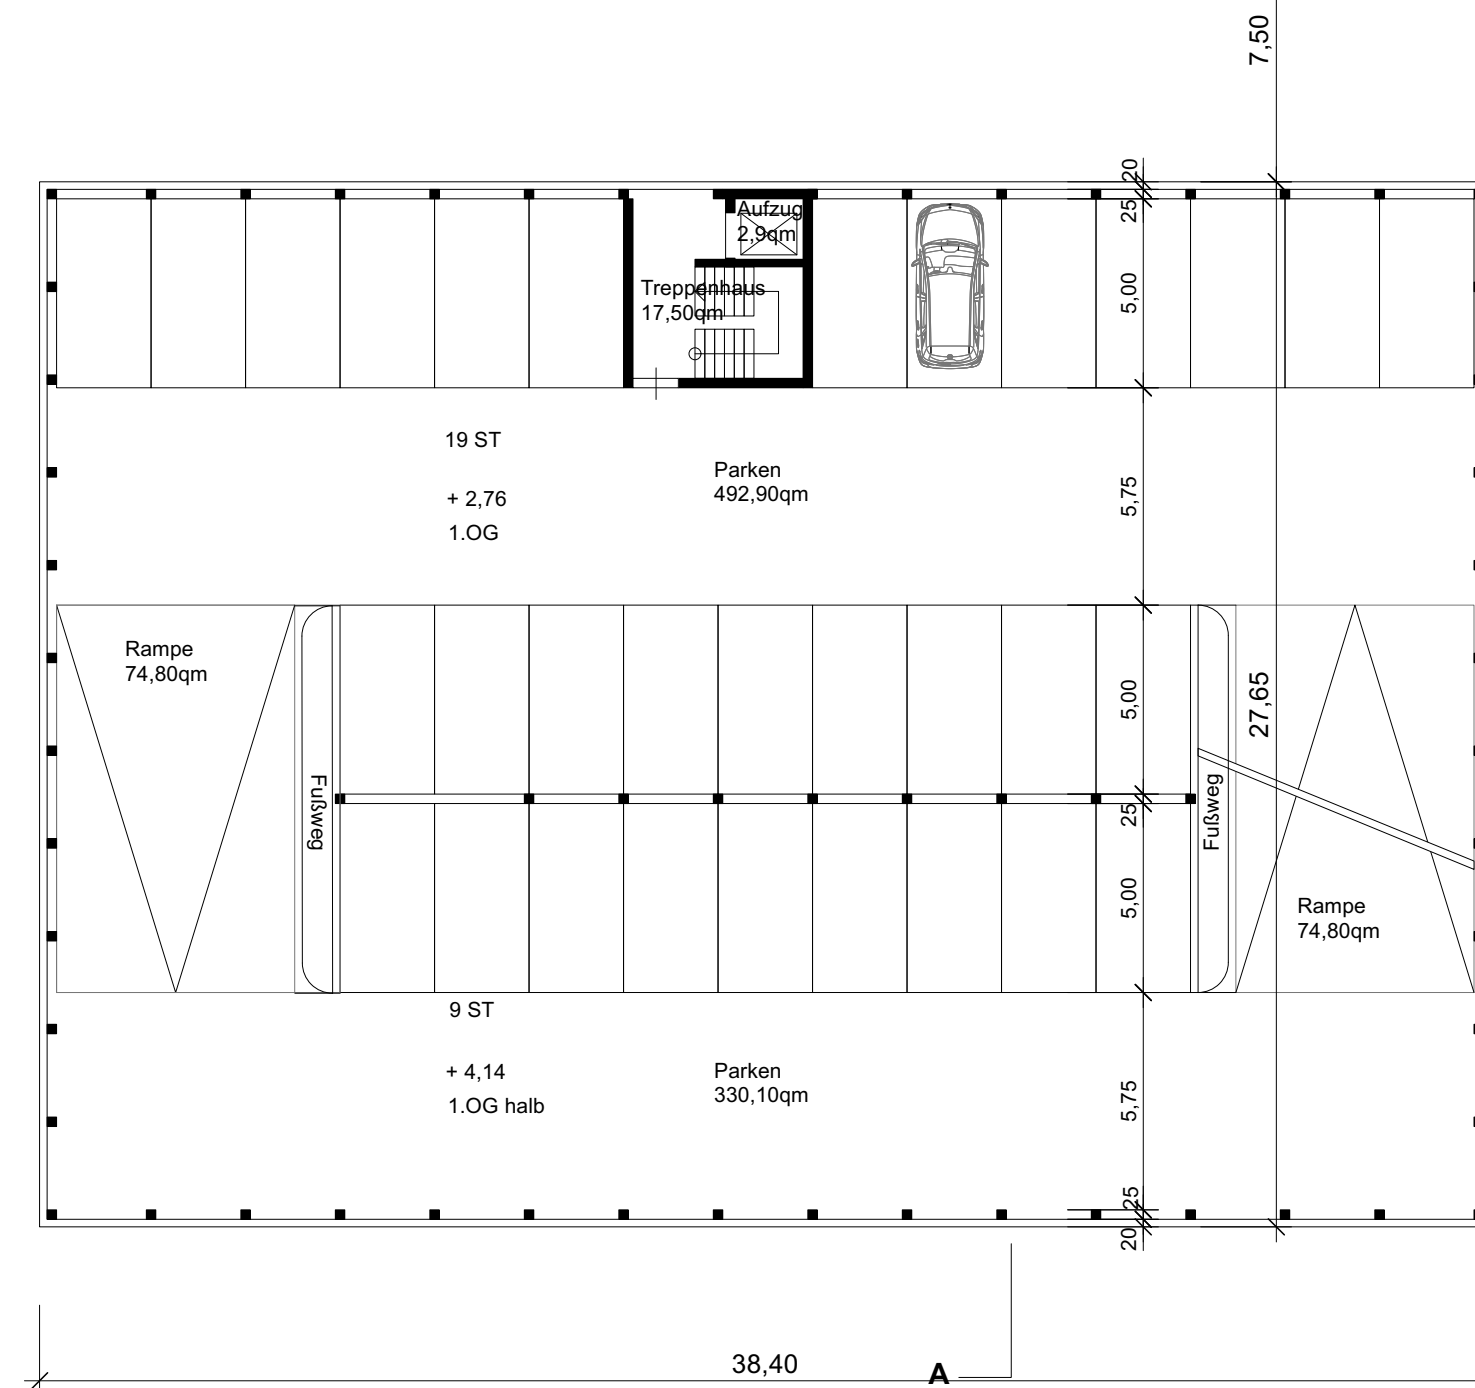 7,50
20
25
Aufzug
2,9qm
Treppenhaus
17,50qm
5,00
19 ST
Parken
492,90qm
+ 2,76
1.OG
5,75
Rampe
74,80qm
5,00
27,65
Fußweg
Fußweg
25
5,00
Rampe
74,80qm
9 ST
+ 4,14
1.OG halb
Parken
330,10qm
5,75
25
20
38,40
A